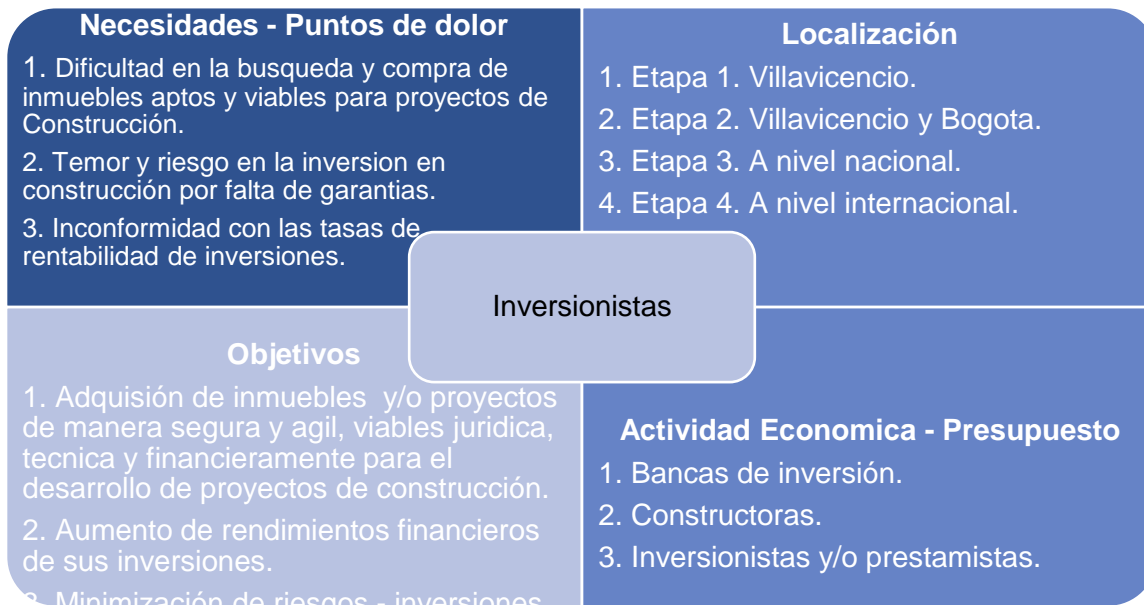 Necesidades - Puntos de dolor
1. Dificultad en la busqueda y compra de
inmuebles aptos y viables para proyectos de
Construcción.
2. Temor y riesgo en la inversion en
construcción por falta de garantias.
3. Inconformidad con las tasas de
rentabilidad de inversiones.
Localización
1. Etapa 1. Villavicencio.
2. Etapa 2. Villavicencio y Bogota.
3. Etapa 3. A nivel nacional.
4. Etapa 4. A nivel internacional.
Inversionistas
Objetivos
1. Adquisión de inmuebles y/o proyectos
de manera segura y agil, viables juridica,
tecnica y financieramente para el
desarrollo de proyectos de construcción.
2. Aumento de rendimientos financieros
de sus inversiones.
3. Minimización de riesgos - inversiones
Actividad Economica - Presupuesto
1. Bancas de inversión.
2. Constructoras.
3. Inversionistas y/o prestamistas.